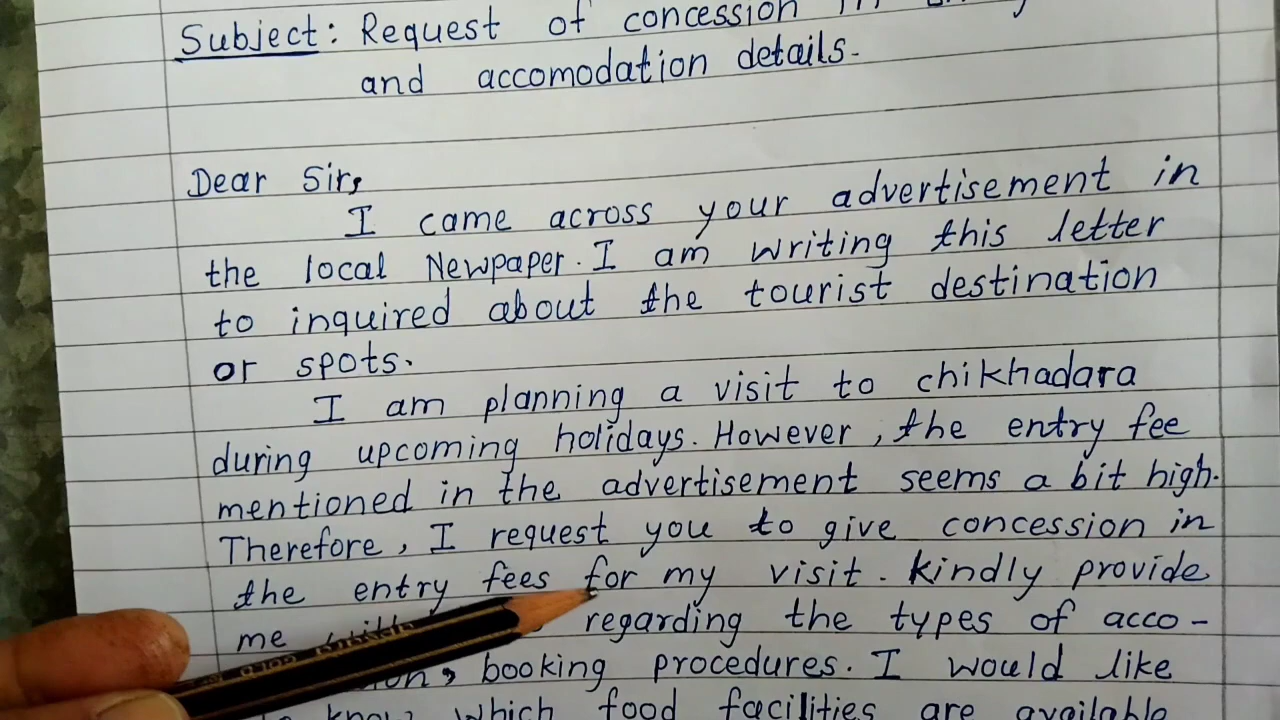 Subject: Request of concession in
and accomodation details.
Dear Sir,
I came across your advertisement in
the local Newpaper. I am writing this letter
to inquired about the tourist destination
or spots.
I am planning a visit to chikhadara
during upcoming holidays. However, the entry fee
mentioned in the advertisement seems a bit high.
Therefore, I request you to give concession in
the entry fees for my visit. Kindly provide
me regarding the types of acco-
booking procedures. I would like
know which food facilities are available